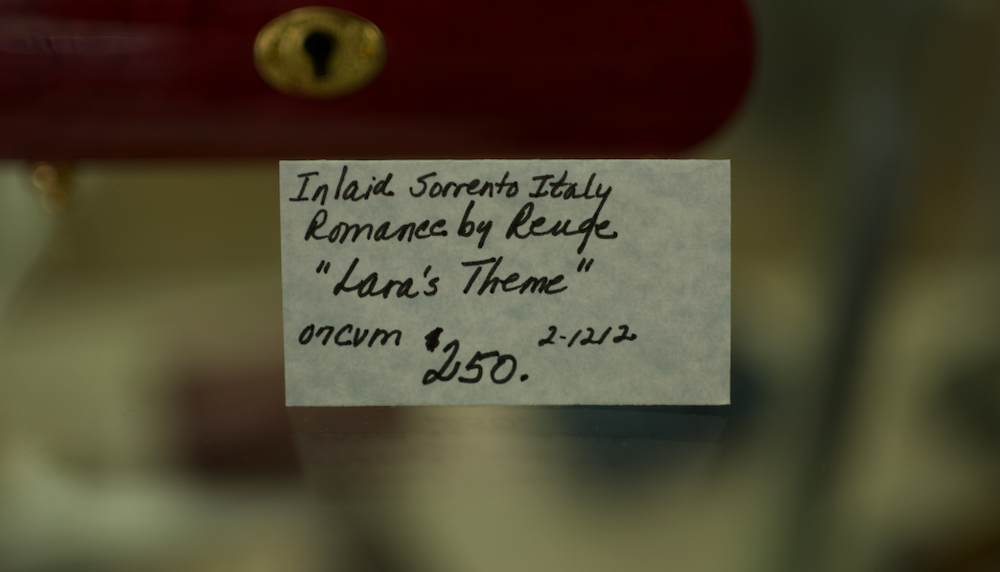 Inlaid Sorrento Italy
Romance by Reuge
"Lara's Theme"
07CVM $250. 2-1212